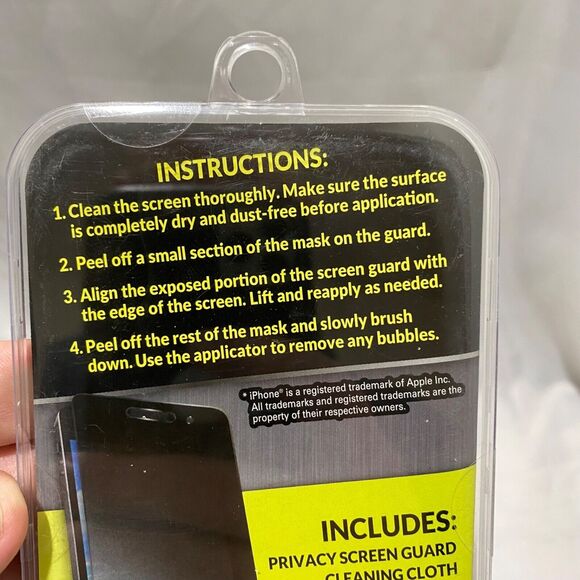 INSTRUCTIONS:
1. Clean the screen thoroughly. Make sure the surface
is completely dry and dust-free before application.
2. Peel off a small section of the mask on the guard.
3. Align the exposed portion of the screen guard with
the edge of the screen. Lift and reapply as needed.
4. Peel off the rest of the mask and slowly brush
down. Use the applicator to remove any bubbles.
* iPhone® is a registered trademark of Apple Inc.
All trademarks and registered trademarks are the
property of their respective owners.
INCLUDES:
PRIVACY SCREEN GUARD
CLEANING CLOTH